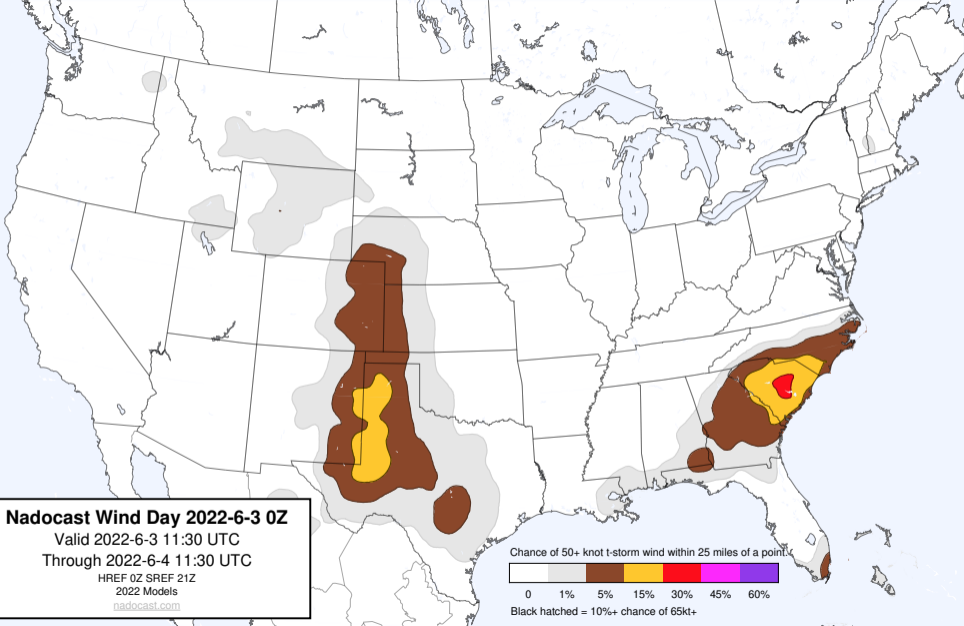 Nadocast Wind Day 2022-6-3 0Z
Valid 2022-6-3 11:30 UTC
Through 2022-6-4 11:30 UTC
HREF 0Z SREF 21Z
2022 Models
nadocast.com
Chance of 50+ knot t-storm wind within 25 miles of a point.
0 1% 5% 15% 30% 45% 60%
Black hatched = 10%+ chance of 65kt+